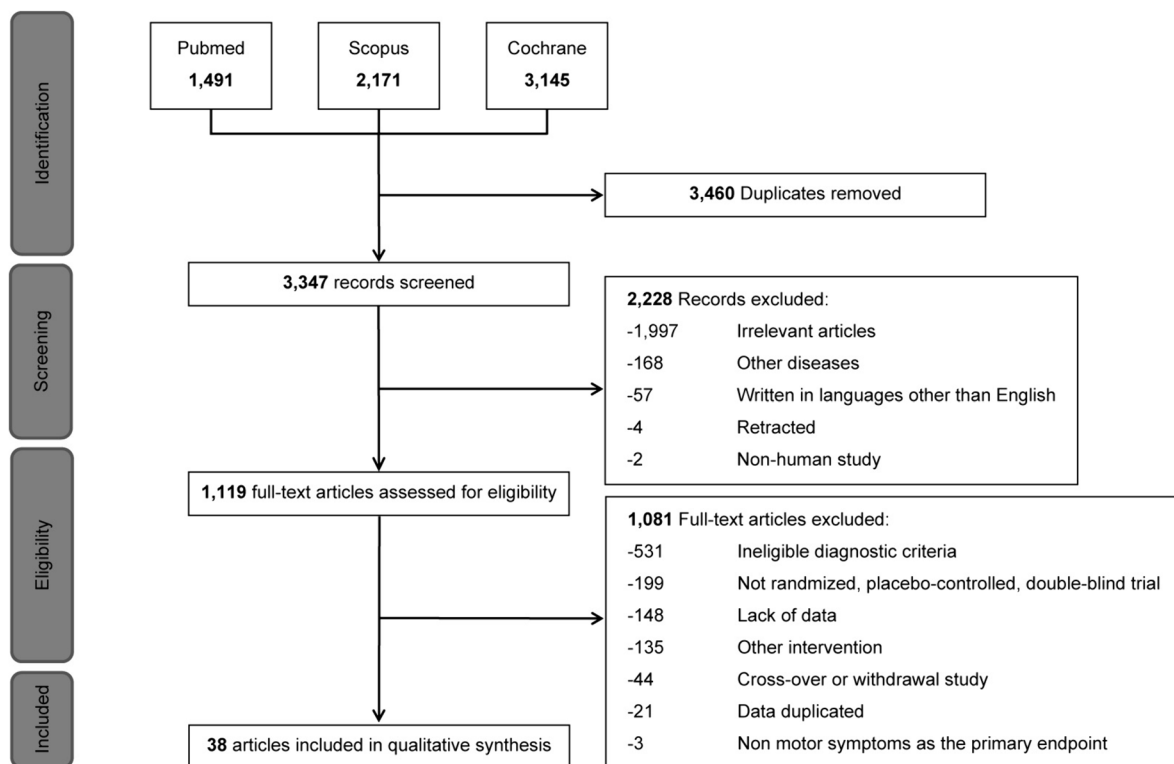 Identification
Pubmed
1,491
Scopus
2,171
Cochrane
3,145
3,460 Duplicates removed
Screening
3,347 records screened
2,228 Records excluded:
-1,997 Irrelevant articles
-168 Other diseases
-57 Written in languages other than English
-4 Retracted
-2 Non-human study
Eligibility
1,119 full-text articles assessed for eligibility
1,081 Full-text articles excluded:
-531 Ineligible diagnostic criteria
-199 Not randmized, placebo-controlled, double-blind trial
-148 Lack of data
-135 Other intervention
-44 Cross-over or withdrawal study
-21 Data duplicated
-3 Non motor symptoms as the primary endpoint
Included
38 articles included in qualitative synthesis